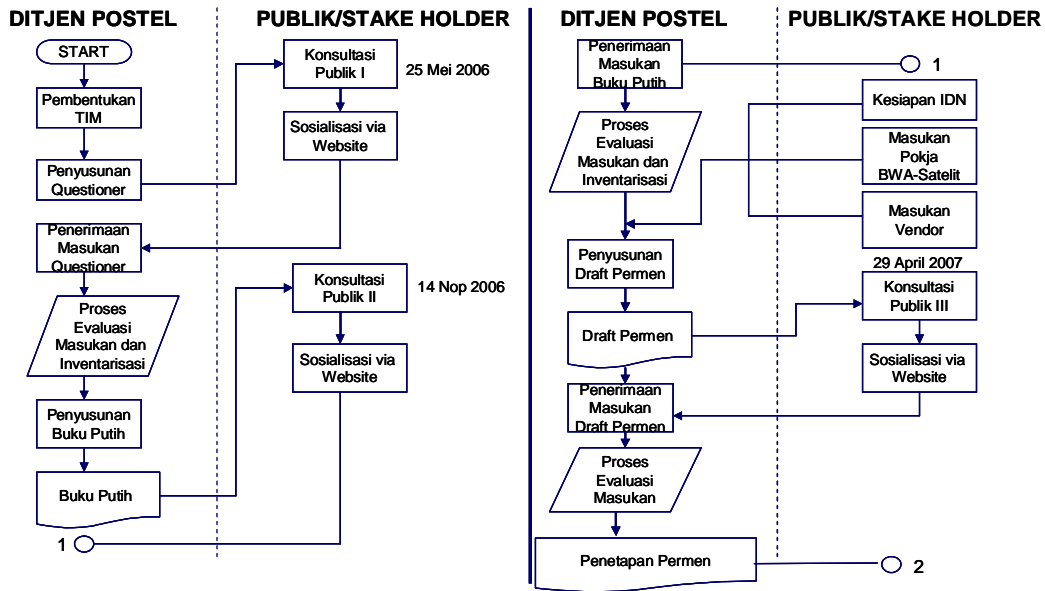 DITJEN POSTEL
PUBLIK/STAKE HOLDER
START
Pembentukan
TIM
Penyusunan
Questioner
Konsultasi
Publik I
25 Mei 2006
Sosialisasi via
Website
Penerimaan
Masukan
Questioner
Proses
Evaluasi
Masukan dan
Inventarisasi
Penyusunan
Buku Putih
Buku Putih
Konsultasi
Publik II
14 Nop 2006
Sosialisasi via
Website
1
DITJEN POSTEL
PUBLIK/STAKE HOLDER
Penerimaan
Masukan
Buku Putih
1
Kesiapan IDN
Proses
Evaluasi
Masukan dan
Inventarisasi
Masukan
Pokja
BWA-Satelit
Masukan
Vendor
Penyusunan
Draft Permen
29 April 2007
Konsultasi
Publik III
Draft Permen
Sosialisasi via
Website
Penerimaan
Masukan
Draft Permen
Proses
Evaluasi
Masukan
Penetapan Permen
2